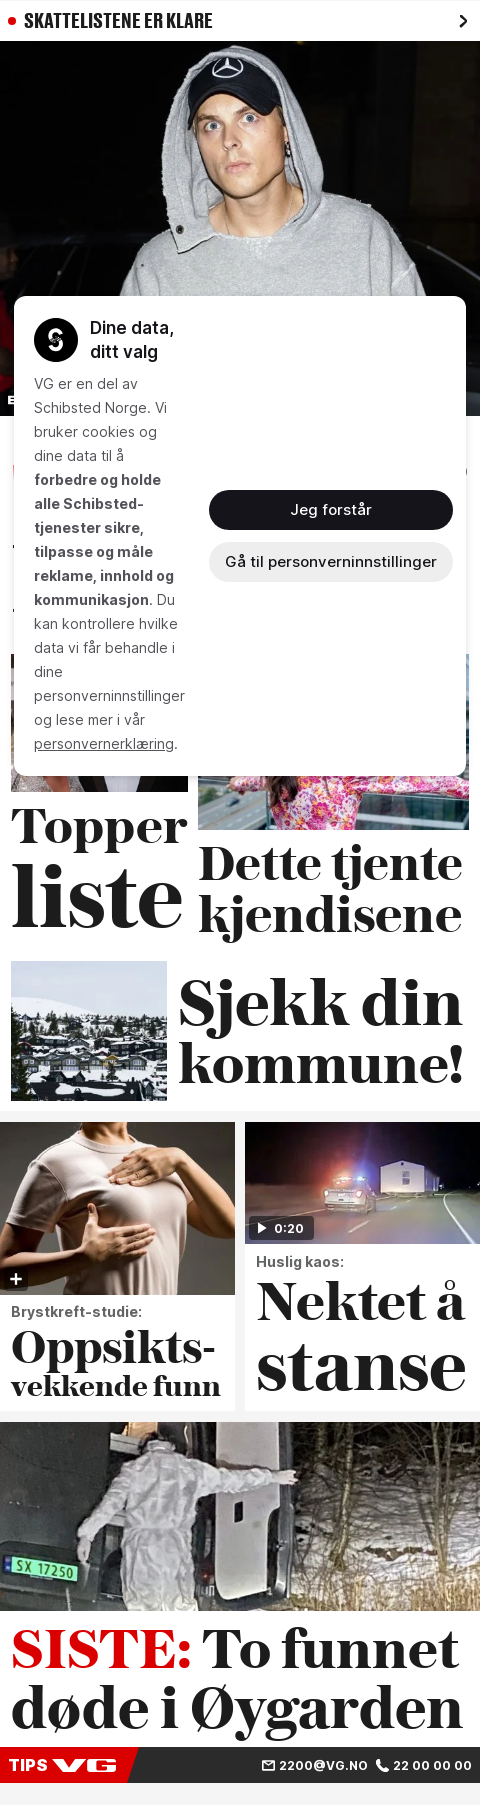 SKATTELISTENE ER KLARE
Dine data,
ditt valg
VG er en del av
Schibsted Norge. Vi
bruker cookies og
dine data til å
forbedre og holde
alle Schibsted-
tjenester sikre,
tilpasse og måle
reklame, innhold og
kommunikasjon. Du
kan kontrollere hvilke
data vi får behandle i
dine
personverninnstillinger
og lese mer i vår
personvernerklæring.
Jeg forstår
Gå til personverninnstillinger
Topper
liste
Dette tjente
kjendisene
Sjekk din
kommune!
0:20
Brystkreft-studie:
Oppsikts-
vekkende funn
Huslig kaos:
Nektet å
stanse
SX 17250
SISTE: To funnet
døde i Øygarden
TIPS VG
2200@VG.NO 22 00 00 00